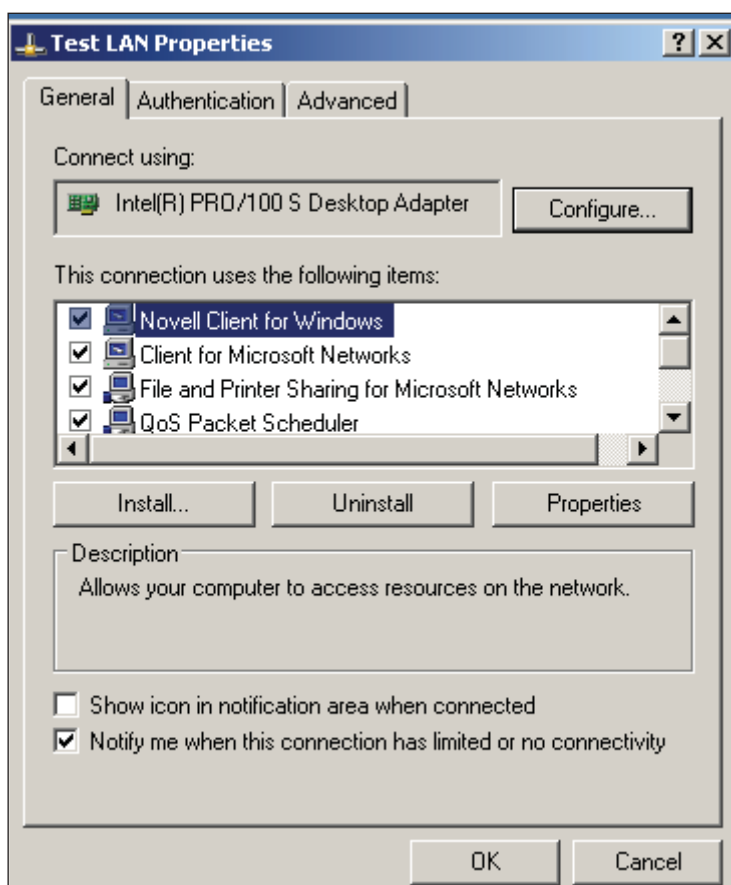 Test LAN Properties
General Authentication Advanced
Connect using:
Intel(R) PRO/100 S Desktop Adapter Configure...
This connection uses the following items:
Novell Client for Windows
Client for Microsoft Networks
File and Printer Sharing for Microsoft Networks
QoS Packet Scheduler
Install... Uninstall Properties
Description
Allows your computer to access resources on the network.
Show icon in notification area when connected
Notify me when this connection has limited or no connectivity
OK Cancel